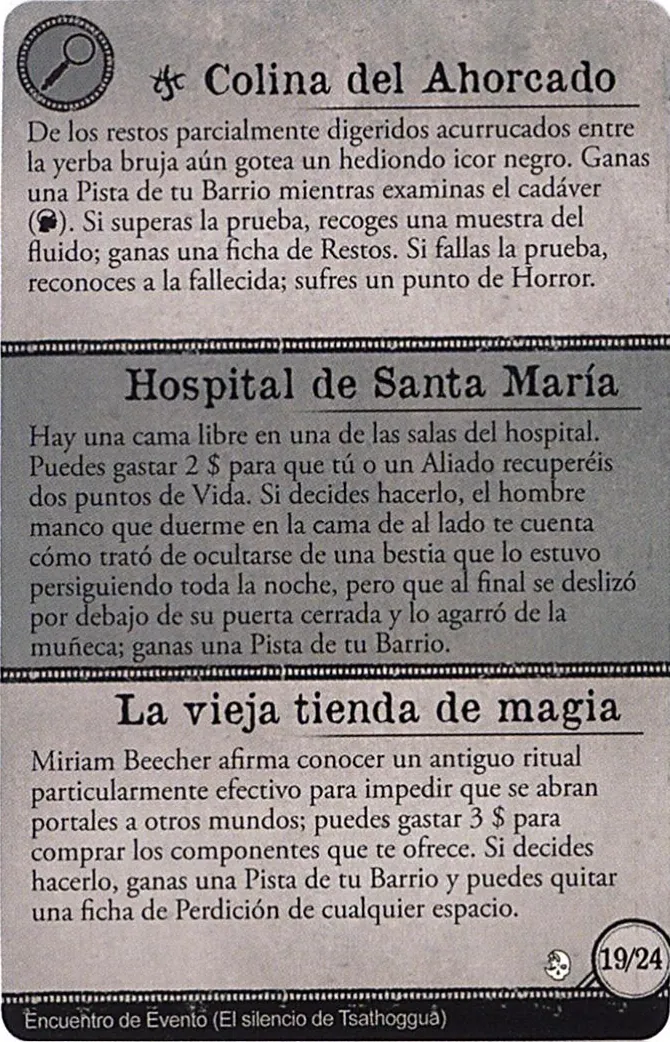 Colina del Ahorcado
De los restos parcialmente digeridos acurrucados entre
la yerba bruja aún gotea un hediondo icor negro. Ganas
una Pista de tu Barrio mientras examinas el cadáver
(). Si superas la prueba, recoges una muestra del
fluido; ganas una ficha de Restos. Si fallas la prueba,
reconoces a la fallecida; sufres un punto de Horror.
Hospital de Santa María
Hay una cama libre en una de las salas del hospital.
Puedes gastar 2 $ para que tú o un Aliado recuperéis
dos puntos de Vida. Si decides hacerlo, el hombre
manco que duerme en la cama de al lado te cuenta
cómo trató de ocultarse de una bestia que lo estuvo
persiguiendo toda la noche, pero que al final se deslizó
por debajo de su puerta cerrada y lo agarró de la
muñeca; ganas una Pista de tu Barrio.
La vieja tienda de magia
Miriam Beecher afirma conocer un antiguo ritual
particularmente efectivo para impedir que se abran
portales a otros mundos; puedes gastar 3 $ para
comprar los componentes que te ofrece. Si decides
hacerlo, ganas una Pista de tu Barrio y puedes quitar
una ficha de Perdición de cualquier espacio.
19/24
Encuentro de Evento (El silencio de Tsathogguâ)